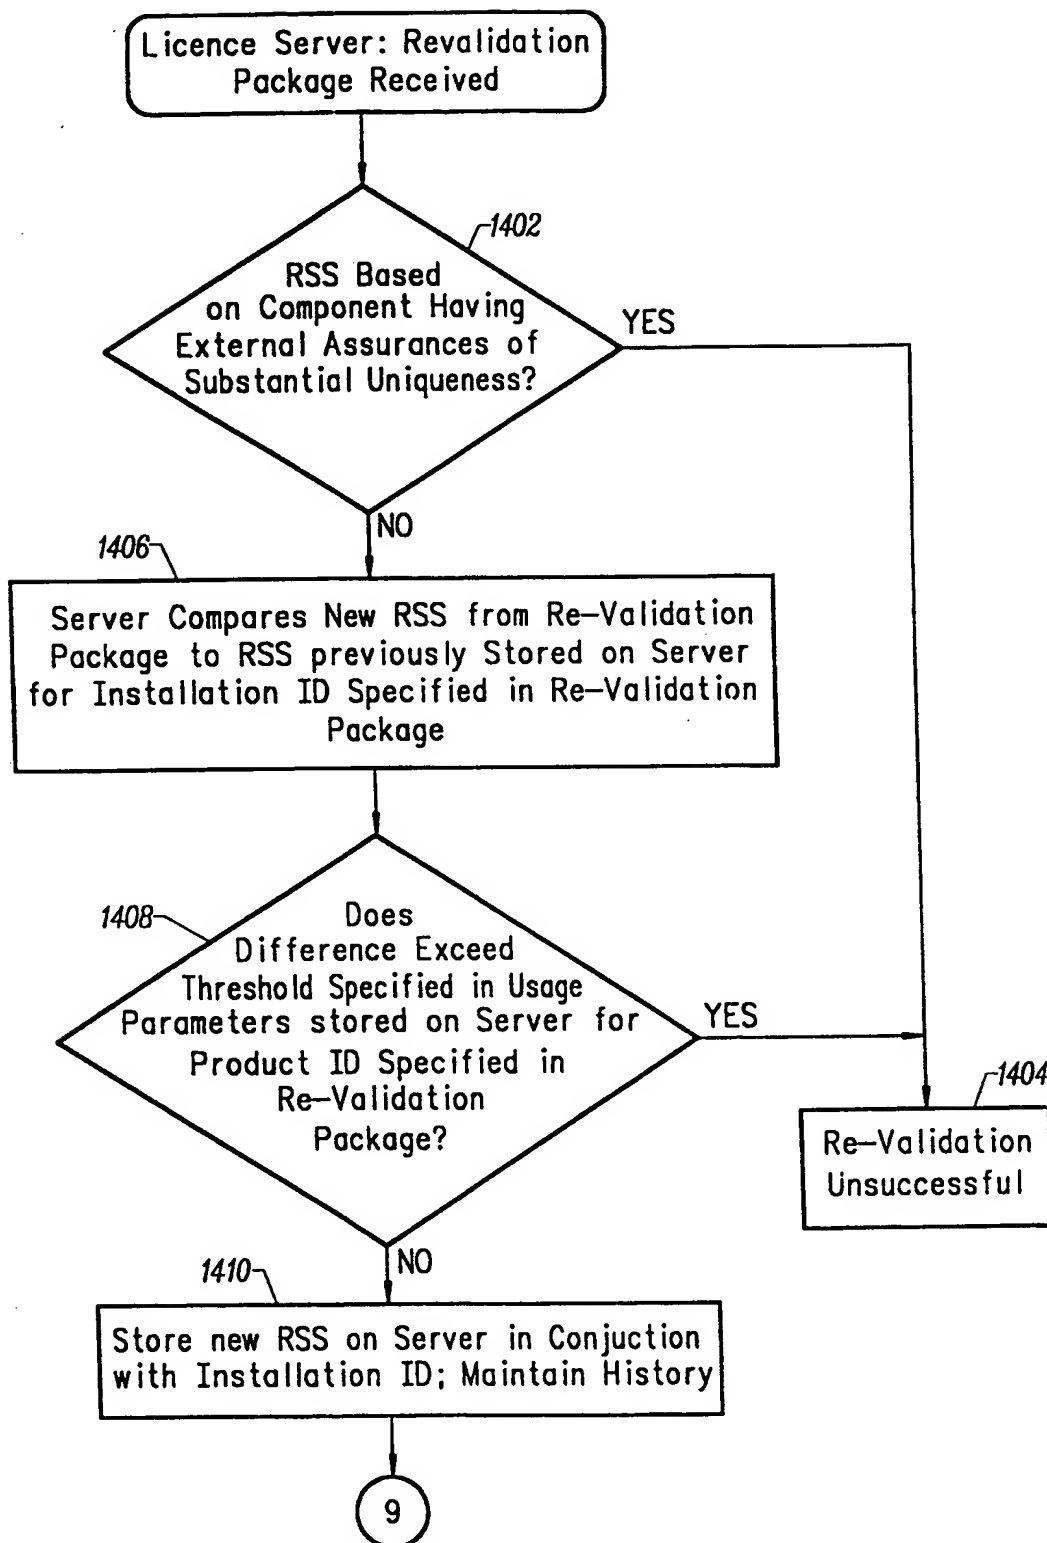 Licence Server: Revalidation
Package Received
1402
RSS Based
on Component Having
External Assurances of
Substantial Uniqueness?
YES
NO
1406
Server Compares New RSS from Re-Validation
Package to RSS previously Stored on Server
for Installation ID Specified in Re-Validation
Package
1408
Does
Difference Exceed
Threshold Specified in Usage
Parameters stored on Server for
Product ID Specified in
Re-Validation
Package?
YES
1404
Re-Validation
Unsuccessful
NO
1410
Store new RSS on Server in Conjuction
with Installation ID; Maintain History
9